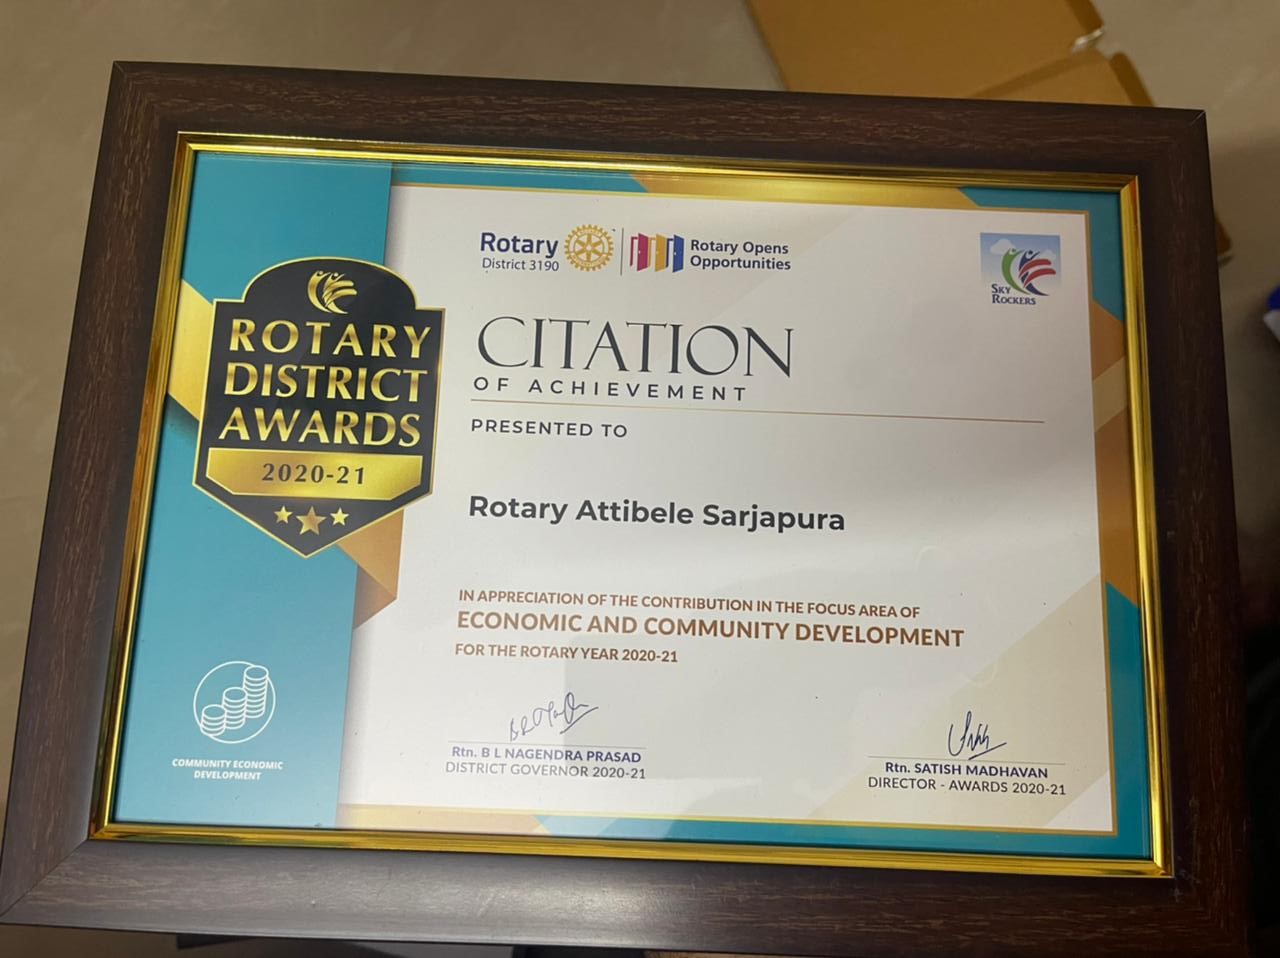 Rotary
District 3190
Rotary Opens
Opportunities
SKY
ROCKERS
ROTARY
DISTRICT
AWARDS
2020-21
CITATION
OF ACHIEVEMENT
PRESENTED TO
Rotary Attibele Sarjapura
IN APPRECIATION OF THE CONTRIBUTION IN THE FOCUS AREA OF
ECONOMIC AND COMMUNITY DEVELOPMENT
FOR THE ROTARY YEAR 2020-21
COMMUNITY ECONOMIC
DEVELOPMENT
Rtn. B L NAGENDRA PRASAD
DISTRICT GOVERNOR 2020-21
Rtn. SATISH MADHAVAN
DIRECTOR - AWARDS 2020-21